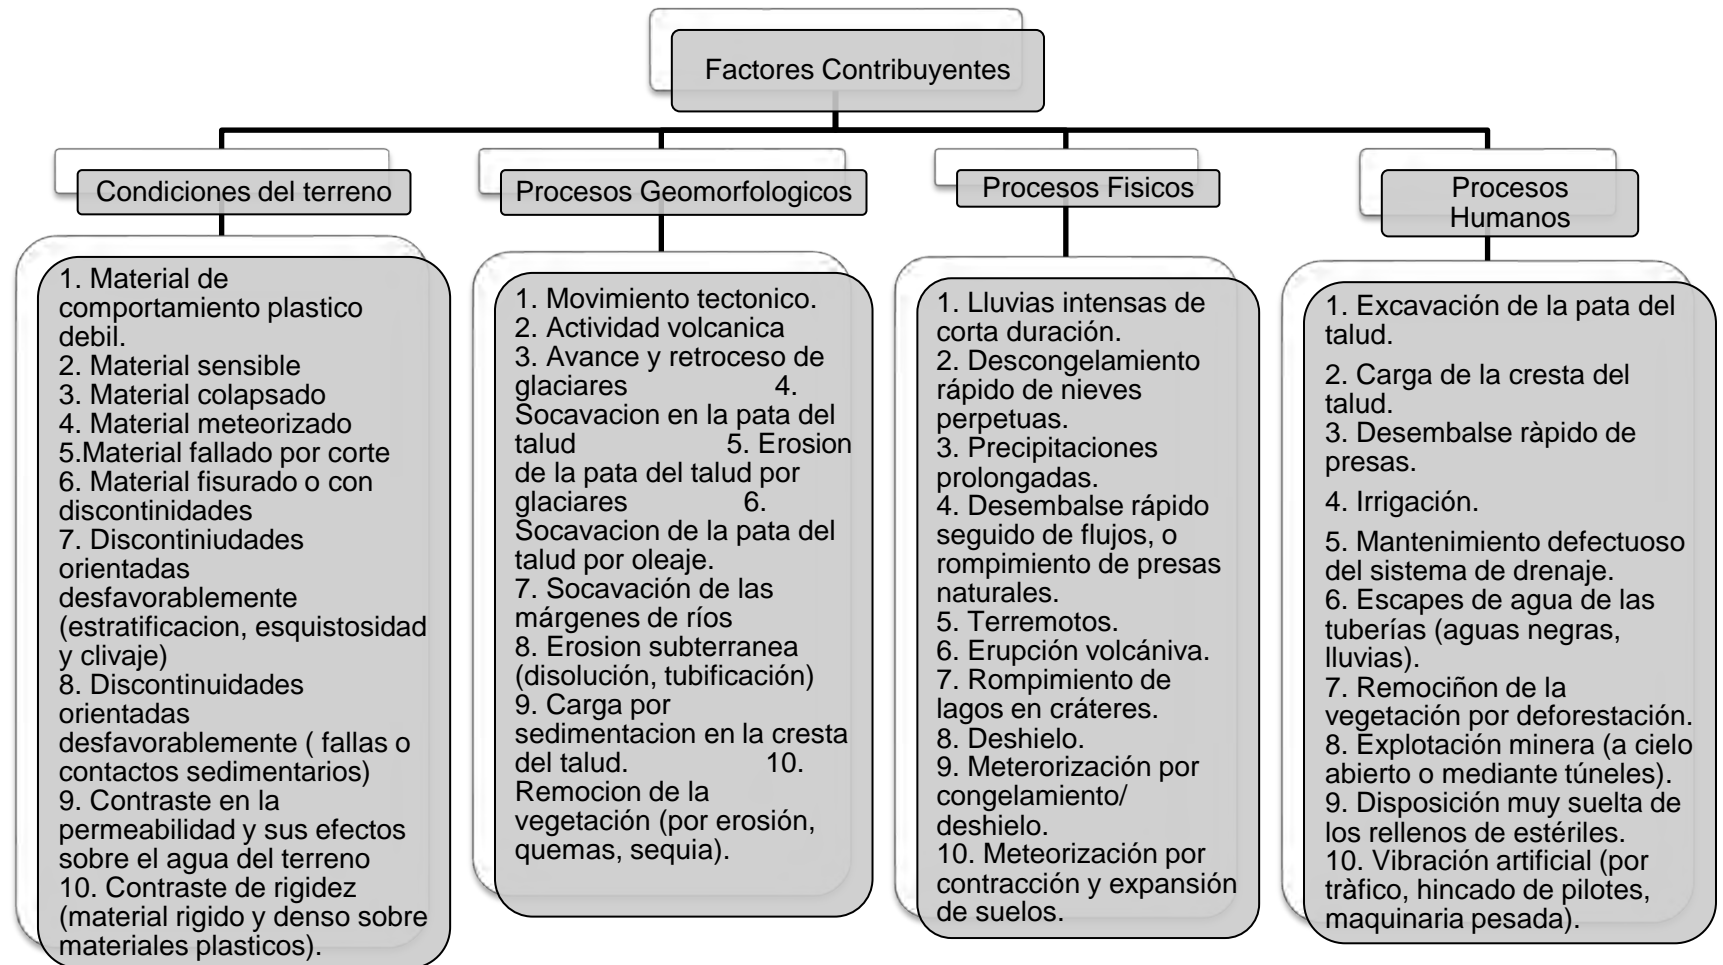 Factores Contribuyentes
Condiciones del terreno
1. Material de
comportamiento plastico
debil.
2. Material sensible
3. Material colapsado
4. Material meteorizado
5.Material fallado por corte
6. Material fisurado o con
discontinidades
7. Discontiniudades
orientadas
desfavorablemente
(estratificacion, esquistosidad
y clivaje)
8. Discontinuidades
orientadas
desfavorablemente ( fallas o
contactos sedimentarios)
9. Contraste en la
permeabilidad y sus efectos
sobre el agua del terreno
10. Contraste de rigidez
(material rigido y denso sobre
materiales plasticos).
Procesos Geomorfologicos
1. Movimiento tectonico.
2. Actividad volcanica
3. Avance y retroceso de
glaciares 4.
Socavacion en la pata del
talud 5. Erosion
de la pata del talud por
glaciares 6.
Socavacion de la pata del
talud por oleaje.
7. Socavación de las
márgenes de ríos
8. Erosion subterranea
(disolución, tubificación)
9. Carga por
sedimentacion en la cresta
del talud. 10.
Remocion de la
vegetación (por erosión,
quemas, sequia).
Procesos Fisicos
1. Lluvias intensas de
corta duración.
2. Descongelamiento
rápido de nieves
perpetuas.
3. Precipitaciones
prolongadas.
4. Desembalse rápido
seguido de flujos, o
rompimiento de presas
naturales.
5. Terremotos.
6. Erupción volcániva.
7. Rompimiento de
lagos en cráteres.
8. Deshielo.
9. Meterorización por
congelamiento/
deshielo.
10. Meteorización por
contracción y expansión
de suelos.
Procesos
Humanos
1. Excavación de la pata del
talud.
2. Carga de la cresta del
talud.
3. Desembalse ràpido de
presas.
4. Irrigación.
5. Mantenimiento defectuoso
del sistema de drenaje.
6. Escapes de agua de las
tuberías (aguas negras,
lluvias).
7. Remociñon de la
vegetación por deforestación.
8. Explotación minera (a cielo
abierto o mediante túneles).
9. Disposición muy suelta de
los rellenos de estériles.
10. Vibración artificial (por
tràfico, hincado de pilotes,
maquinaria pesada).